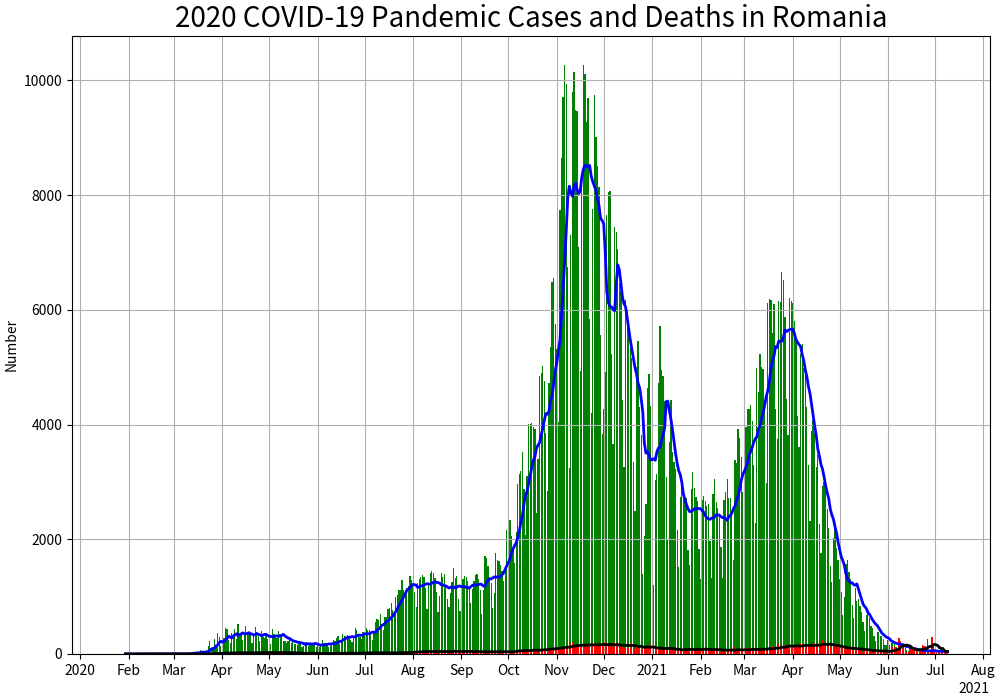 2020 COVID-19 Pandemic Cases and Deaths in Romania
10000
8000
6000
4000
2000
0
Number
2020 Feb Mar Apr May Jun Jul Aug Sep Oct Nov Dec 2021 Feb Mar Apr May Jun Jul Aug
2021